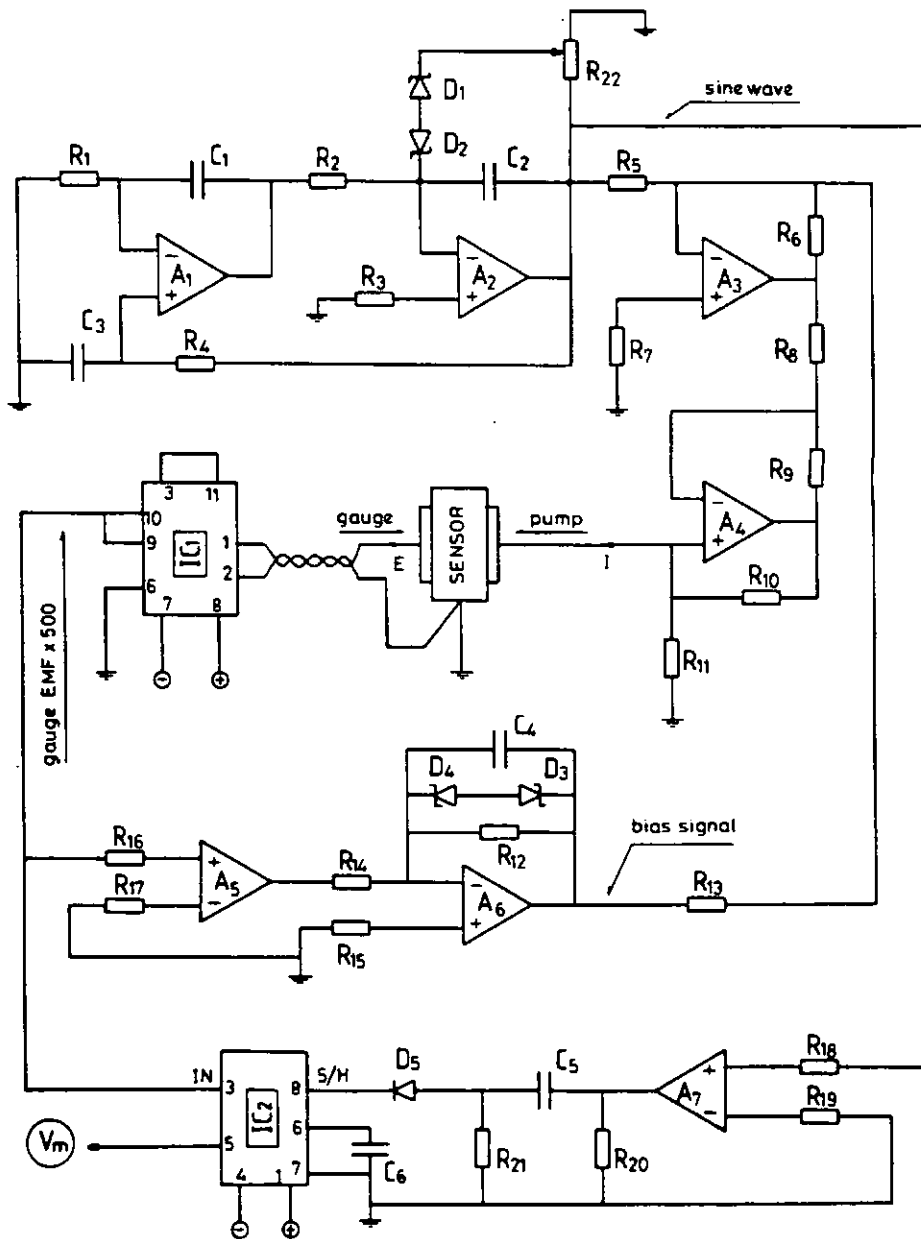 R22
D1
sine wave
D2
R1
C1
R2
C2
R5
R6
−
A1
+
−
A2
+
−
A3
+
R3
C3
R4
R7
R8
R9
3 11
10
9
6
IC1
1
2
7 8
− +
gauge
E
SENSOR
pump
I
−
A4
+
R10
R11
gauge EMF x 500
C4
D4 D3
R12
bias signal
R16
R17
+
A5
−
R14
−
A6
+
R13
R15
IN
3
5
IC2
8
6
7
4 1
− +
S/H
Vm
D5
C5
+
A7
−
R18
R19
C6
R21
R20